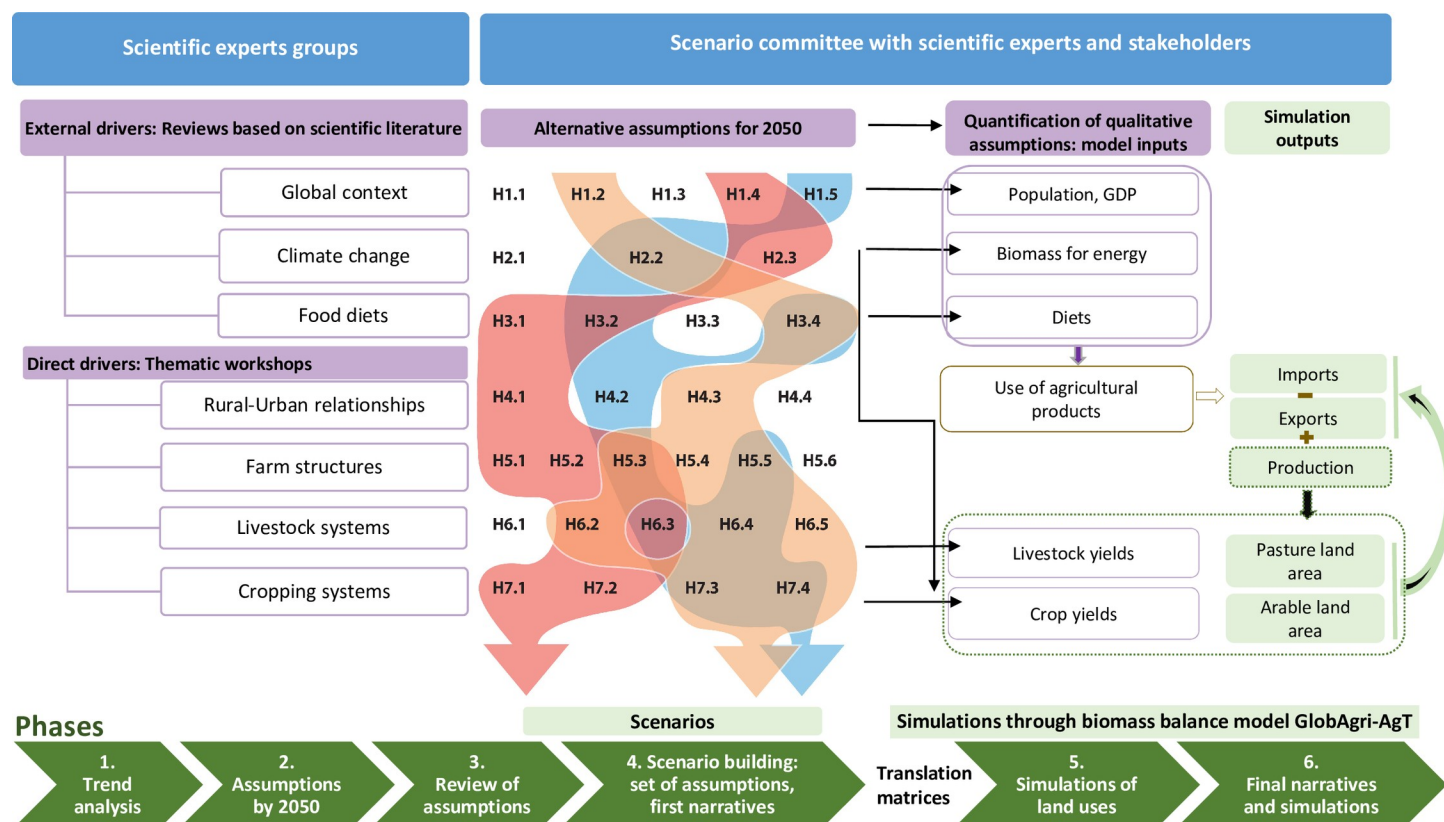 Scientific experts groups
Scenario committee with scientific experts and stakeholders
External drivers: Reviews based on scientific literature
Global context
Climate change
Food diets
Direct drivers: Thematic workshops
Rural-Urban relationships
Farm structures
Livestock systems
Cropping systems
Alternative assumptions for 2050
H1.1 H1.2 H1.3 H1.4 H1.5
H2.1 H2.2 H2.3
H3.1 H3.2 H3.3 H3.4
H4.1 H4.2 H4.3 H4.4
H5.1 H5.2 H5.3 H5.4 H5.5 H5.6
H6.1 H6.2 H6.3 H6.4 H6.5
H7.1 H7.2 H7.3 H7.4
Quantification of qualitative
assumptions: model inputs
Population, GDP
Biomass for energy
Diets
Use of agricultural
products
Livestock yields
Crop yields
Simulation
outputs
Imports
Exports
Production
Pasture land
area
Arable land
area
Phases
Scenarios
Simulations through biomass balance model GlobAgri-AgT
1.
Trend
analysis
2.
Assumptions
by 2050
3.
Review of
assumptions
4. Scenario building:
set of assumptions,
first narratives
Translation
matrices
5.
Simulations of
land uses
6.
Final narratives
and simulations